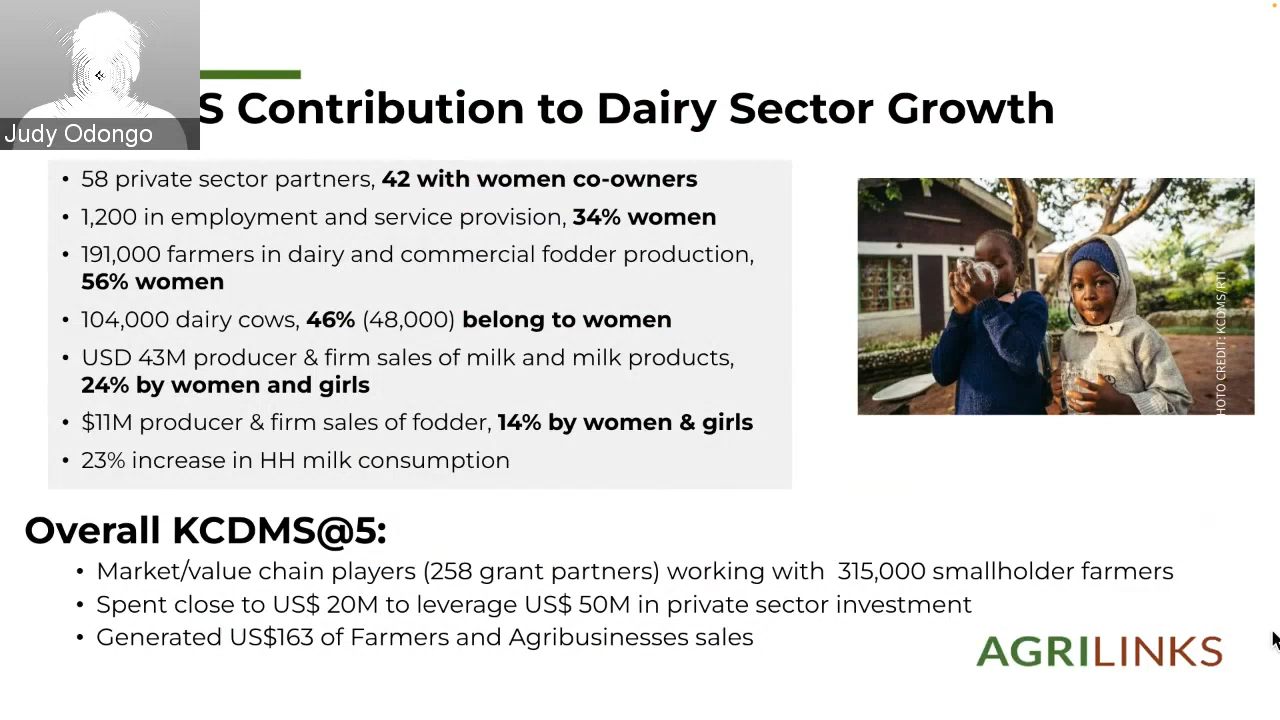 Judy Odongo
S Contribution to Dairy Sector Growth
• 58 private sector partners, 42 with women co-owners
• 1,200 in employment and service provision, 34% women
• 191,000 farmers in dairy and commercial fodder production,
56% women
• 104,000 dairy cows, 46% (48,000) belong to women
• USD 43M producer & firm sales of milk and milk products,
24% by women and girls
• $11M producer & firm sales of fodder, 14% by women & girls
• 23% increase in HH milk consumption
HOTO CREDIT: KCDMS/RTI
Overall KCDMS@5:
• Market/value chain players (258 grant partners) working with  315,000 smallholder farmers
• Spent close to US$ 20M to leverage US$ 50M in private sector investment
• Generated US$163 of Farmers and Agribusinesses sales
AGRILINKS